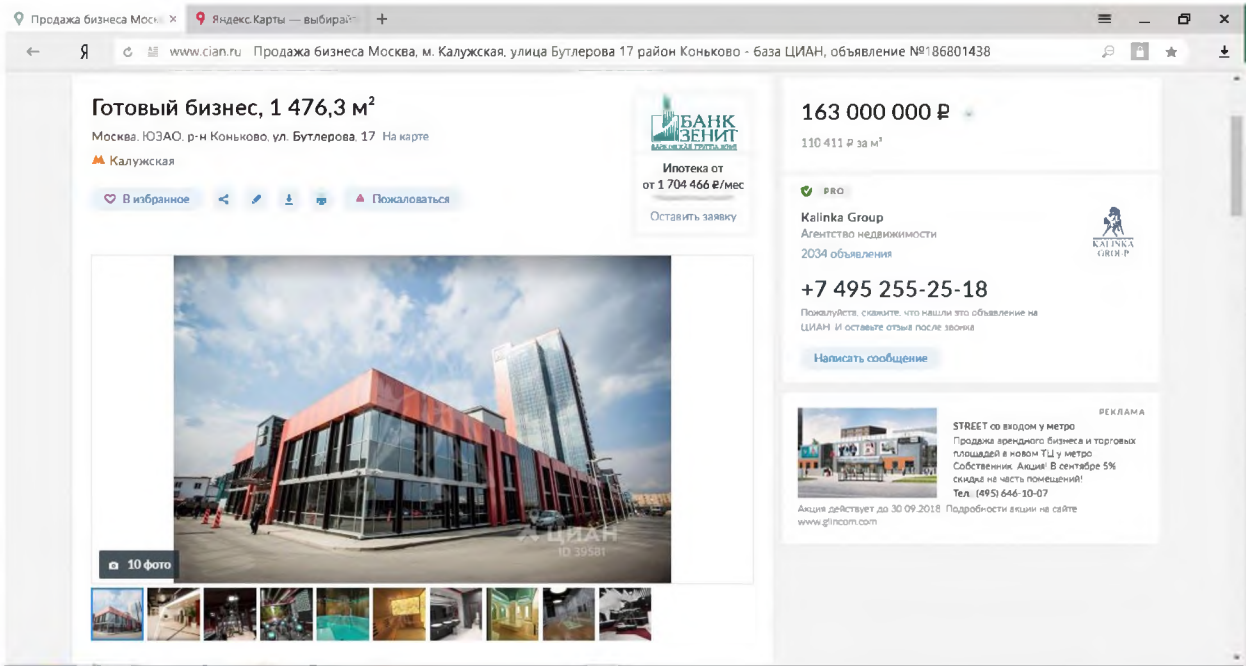 Продажа бизнеса Моск
Яндекс.Карты — выбирайт
www.cian.ru Продажа бизнеса Москва, м. Калужская, улица Бутлерова 17 район Коньково - база ЦИАН, объявление №186801438
Готовый бизнес, 1 476,3 м²
Москва, ЮЗАО, р-н Коньково, ул. Бутлерова, 17 На карте
Калужская
В избранное
Пожаловаться
БАНК
ЗЕНИТ
Ипотека от
от 1 704 466 ₽/мес
Оставить заявку
10 фото
ЦИАН
ID 39581
163 000 000 ₽
110 411 ₽ за м²
PRO
Kalinka Group
Агентство недвижимости
2034 объявления
KALINKA
GROUP
+7 495 255-25-18
Пожалуйста, скажите, что нашли это объявление на
ЦИАН. И оставьте отзыв после звонка
Написать сообщение
РЕКЛАМА
STREET со входом у метро
Продажа арендного бизнеса и торговых
площадей в новом ТЦ у метро
Собственник. Акция! В сентябре 5%
скидка на часть помещений!
Тел. (495) 646-10-07
Акция действует до 30.09.2018 Подробности акции на сайте
www.glincom.com